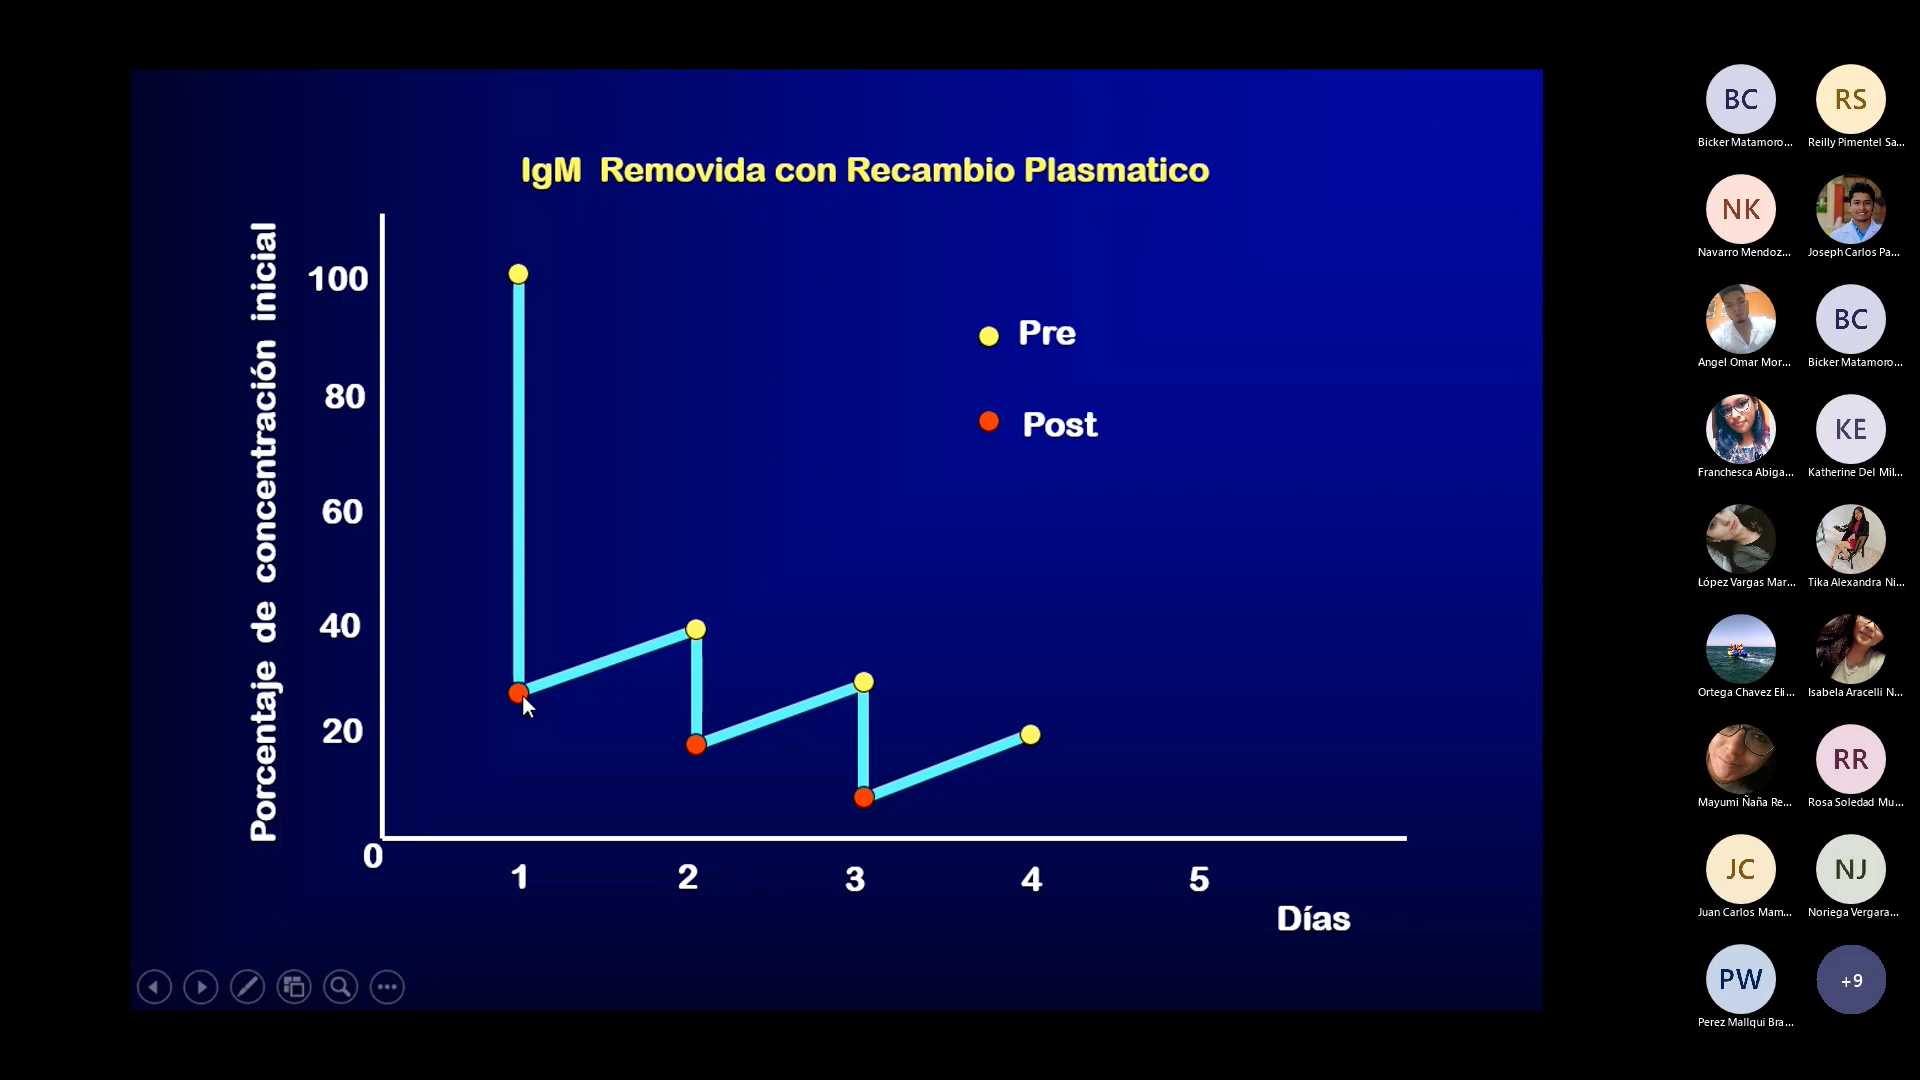 IgM Removida con Recambio Plasmatico
Porcentaje de concentración inicial
100
80
60
40
20
0
Pre
Post
1 2 3 4 5
Días
BC
Bicker Matamoro...
RS
Reilly Pimentel Sa...
NK
Navarro Mendoz...
Joseph Carlos Pa...
Angel Omar Mor...
BC
Bicker Matamoro...
Franchesca Abiga...
KE
Katherine Del Mil...
López Vargas Mar...
Tika Alexandra Ni...
Ortega Chavez Eli...
Isabela Aracelli N...
Mayumi Ñaña Re...
RR
Rosa Soledad Mu...
JC
Juan Carlos Mam...
NJ
Noriega Vergara...
PW
Perez Mallqui Bra...
+9